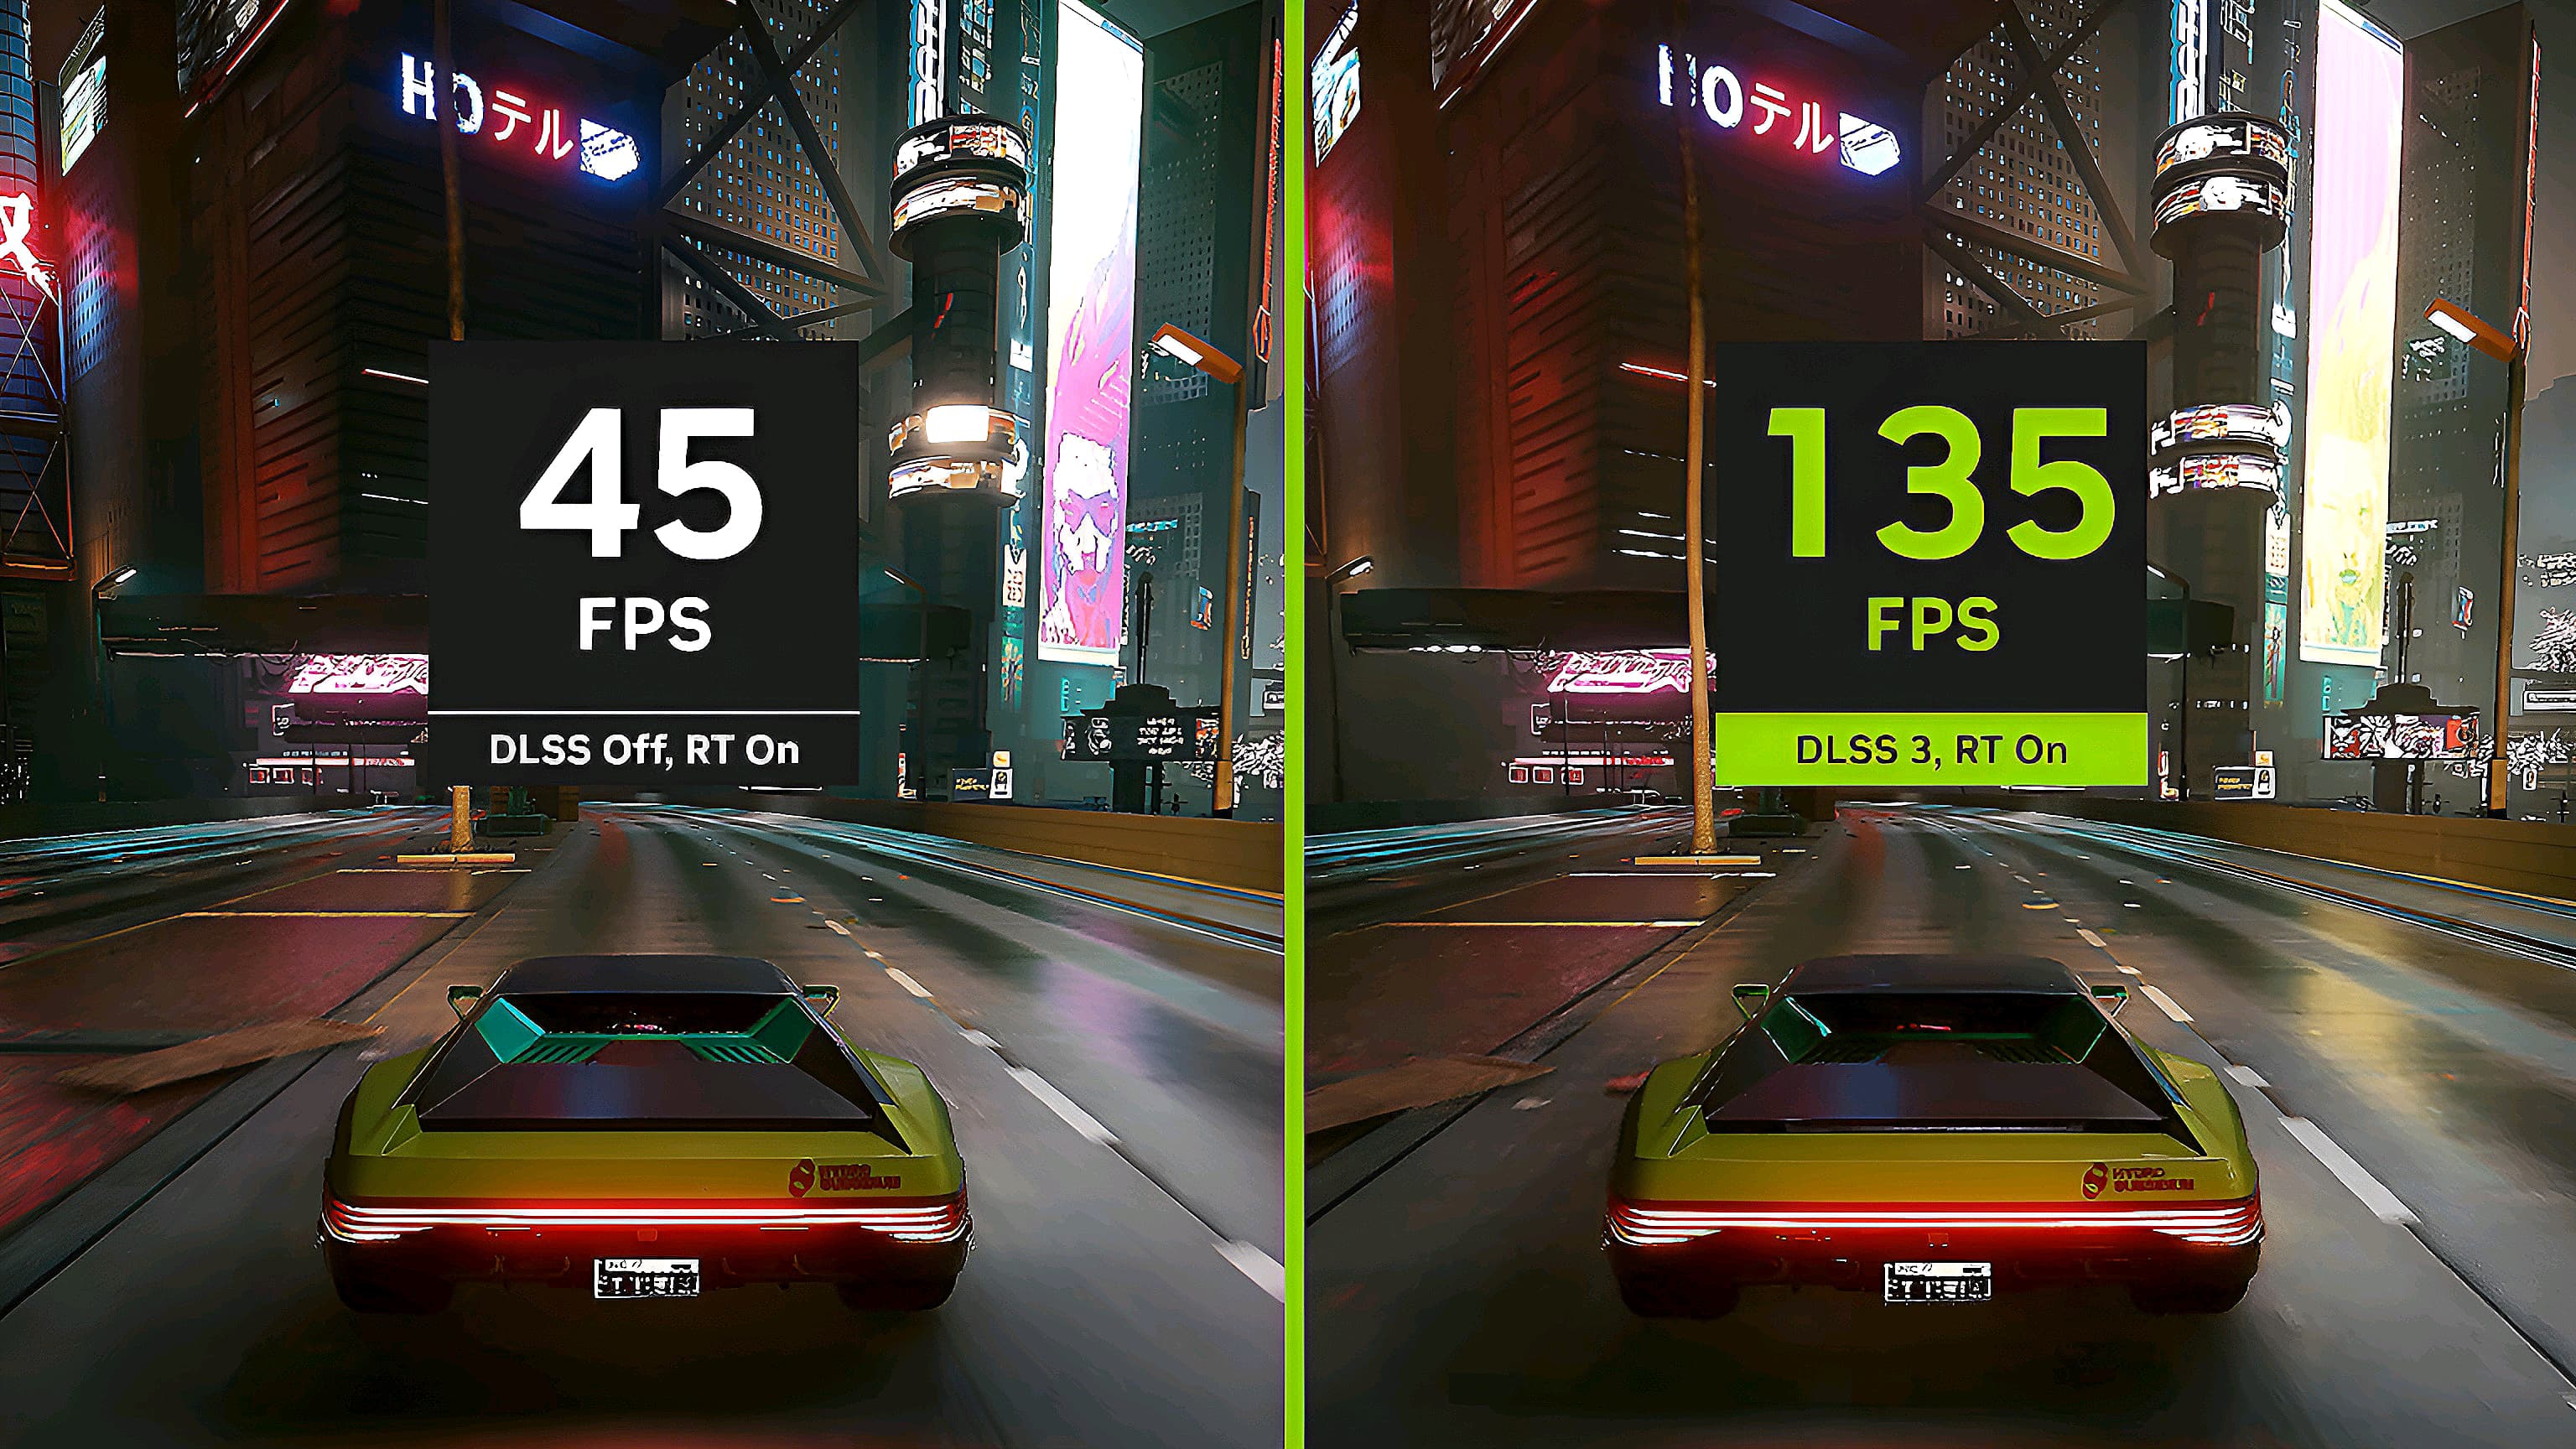 HOテル
45
FPS
DLSS Off, RT On
HOテル
135
FPS
DLSS 3, RT On